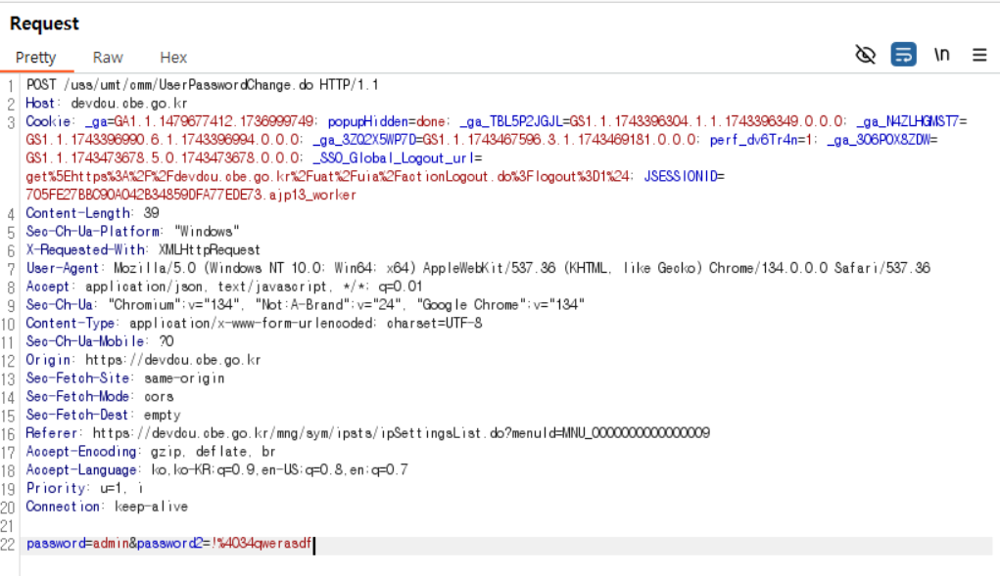 Request
Pretty Raw Hex
\n
1 POST /uss/umt/cmm/UserPasswordChange.do HTTP/1.1
2 Host: devdcu.cbe.go.kr
3 Cookie: _ga=GA1.1.1479677412.1736999749; popupHidden=done; _ga_TBL5P2JGJL=GS1.1.1743396304.1.1.1743396349.0.0.0; _ga_N4ZLHGMST7=
GS1.1.1743396990.6.1.1743396994.0.0.0; _ga_3ZQ2X5WP7D=GS1.1.1743467596.3.1.1743469181.0.0.0; perf_dv6Tr4n=1; _ga_306P0X8ZDW=
GS1.1.1743473678.5.0.1743473678.0.0.0; _SSO_Global_Logout_url=
get%5Ehttps%3A%2F%2Fdevdcu.cbe.go.kr%2Fuat%2Fuia%2FactionLogout.do%3Flogout%3D1%24; JSESSIONID=
705FE27BBC90A042B34859DFA77EDE73.ajp13_worker
4 Content-Length: 39
5 Sec-Ch-Ua-Platform: "Windows"
6 X-Requested-With: XMLHttpRequest
7 User-Agent: Mozilla/5.0 (Windows NT 10.0; Win64; x64) AppleWebKit/537.36 (KHTML, like Gecko) Chrome/134.0.0.0 Safari/537.36
8 Accept: application/json, text/javascript, */*; q=0.01
9 Sec-Ch-Ua: "Chromium";v="134", "Not:A-Brand";v="24", "Google Chrome";v="134"
10 Content-Type: application/x-www-form-urlencoded; charset=UTF-8
11 Sec-Ch-Ua-Mobile: ?0
12 Origin: https://devdcu.cbe.go.kr
13 Sec-Fetch-Site: same-origin
14 Sec-Fetch-Mode: cors
15 Sec-Fetch-Dest: empty
16 Referer: https://devdcu.cbe.go.kr/mng/sym/ipsts/ipSettingsList.do?menuId=MNU_0000000000000009
17 Accept-Encoding: gzip, deflate, br
18 Accept-Language: ko,ko-KR;q=0.9,en-US;q=0.8,en;q=0.7
19 Priority: u=1, i
20 Connection: keep-alive
21
22 password=admin&password2=!%4034qwerasdf